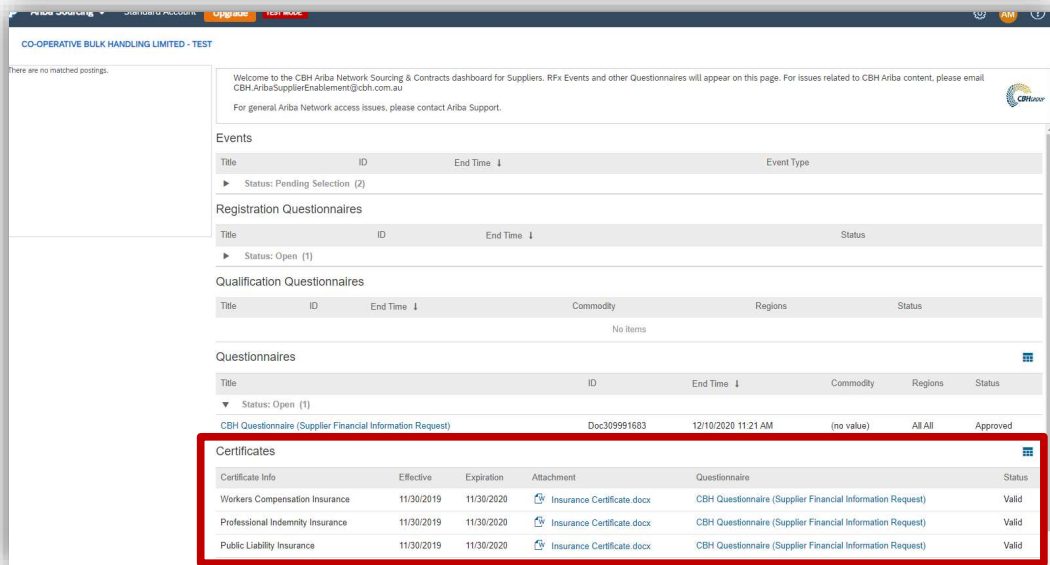 Ariba Sourcing Standard Account Upgrade TEST MODE AM
CO-OPERATIVE BULK HANDLING LIMITED - TEST
There are no matched postings.
Welcome to the CBH Ariba Network Sourcing & Contracts dashboard for Suppliers. RFx Events and other Questionnaires will appear on this page. For issues related to CBH Ariba content, please email
CBH.AribaSupplierEnablement@cbh.com.au
For general Ariba Network access issues, please contact Ariba Support.
CBHGROUP
Events
Title ID End Time ↓ Event Type
► Status: Pending Selection (2)
Registration Questionnaires
Title ID End Time ↓ Status
► Status: Open (1)
Qualification Questionnaires
Title ID End Time ↓ Commodity Regions Status
No items
Questionnaires
Title ID End Time ↓ Commodity Regions Status
▼ Status: Open (1)
CBH Questionnaire (Supplier Financial Information Request) Doc309991683 12/10/2020 11:21 AM (no value) All All Approved
Certificates
Certificate Info Effective Expiration Attachment Questionnaire Status
Workers Compensation Insurance 11/30/2019 11/30/2020 Insurance Certificate.docx CBH Questionnaire (Supplier Financial Information Request) Valid
Professional Indemnity Insurance 11/30/2019 11/30/2020 Insurance Certificate.docx CBH Questionnaire (Supplier Financial Information Request) Valid
Public Liability Insurance 11/30/2019 11/30/2020 Insurance Certificate.docx CBH Questionnaire (Supplier Financial Information Request) Valid